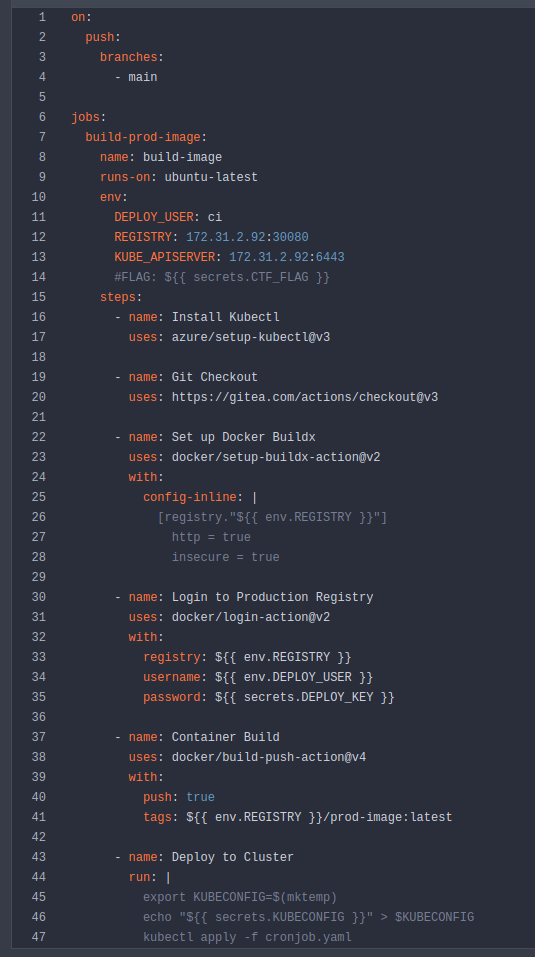 1 on:
2   push:
3     branches:
4       - main
5
6 jobs:
7   build-prod-image:
8     name: build-image
9     runs-on: ubuntu-latest
10     env:
11       DEPLOY_USER: ci
12       REGISTRY: 172.31.2.92:30080
13       KUBE_APISERVER: 172.31.2.92:6443
14       #FLAG: ${{ secrets.CTF_FLAG }}
15     steps:
16       - name: Install Kubectl
17         uses: azure/setup-kubectl@v3
18
19       - name: Git Checkout
20         uses: https://gitea.com/actions/checkout@v3
21
22       - name: Set up Docker Buildx
23         uses: docker/setup-buildx-action@v2
24         with:
25           config-inline: |
26             [registry."${{ env.REGISTRY }}"]
27               http = true
28               insecure = true
29
30       - name: Login to Production Registry
31         uses: docker/login-action@v2
32         with:
33           registry: ${{ env.REGISTRY }}
34           username: ${{ env.DEPLOY_USER }}
35           password: ${{ secrets.DEPLOY_KEY }}
36
37       - name: Container Build
38         uses: docker/build-push-action@v4
39         with:
40           push: true
41           tags: ${{ env.REGISTRY }}/prod-image:latest
42
43       - name: Deploy to Cluster
44         run: |
45           export KUBECONFIG=$(mktemp)
46           echo "${{ secrets.KUBECONFIG }}" > $KUBECONFIG
47           kubectl apply -f cronjob.yaml